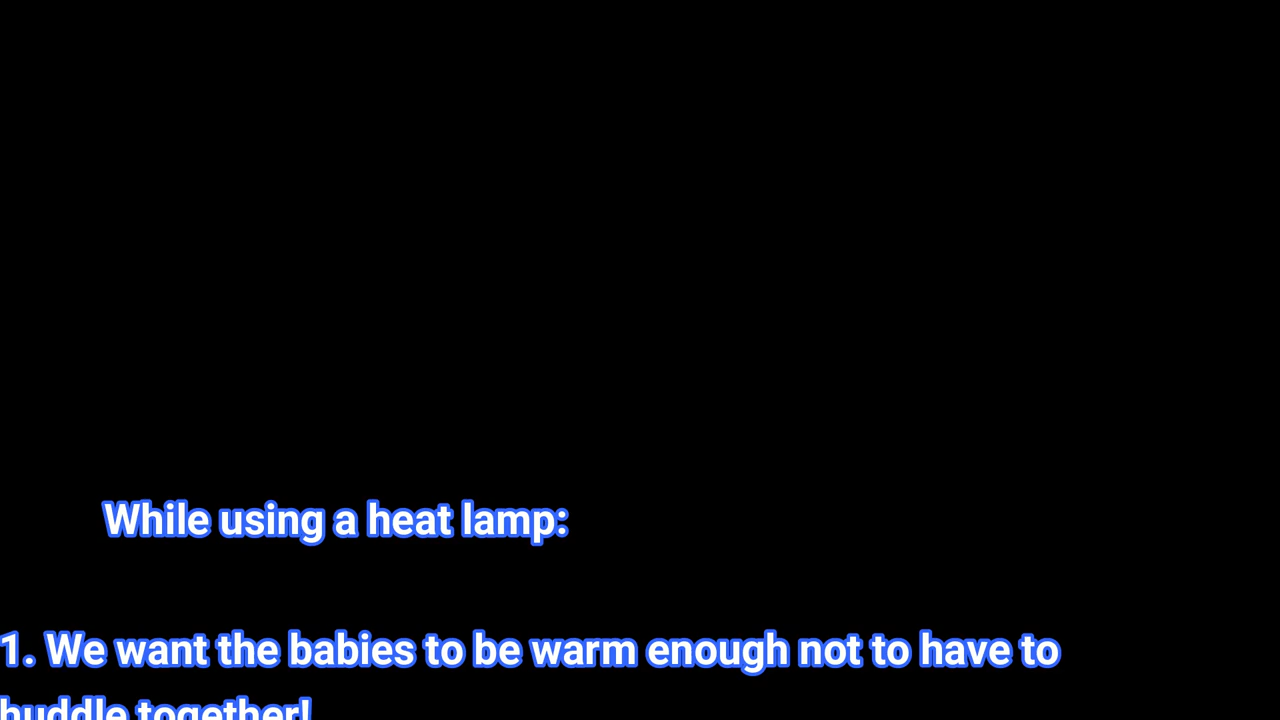 While using a heat lamp:
1. We want the babies to be warm enough not to have to
huddle together!